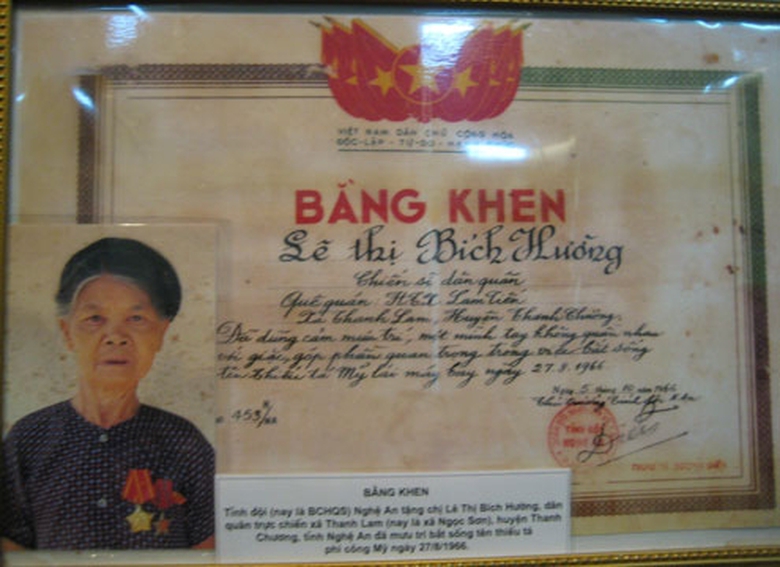 VIỆT NAM DÂN CHỦ CỘNG HÒA
ĐỘC-LẬP - TỰ-DO -
BẰNG KHEN
Lê thị Bích Hường
Chiến sĩ dân quân
Quê quán: H.T.X Lam Tiến
Xã Thanh Lam, Huyện Thanh Chương.
Đã dũng cảm mưu trí, một mình tay không quần nhau
với giặc, góp phần quan trọng trong việc bắt sống
tên thiếu tá Mỹ lái máy bay ngày 27.8.1966
Ngày 5 tháng 10 năm 1966
453
TỈNH ĐỘI
NGHỆ AN
BẰNG KHEN
Tỉnh đội (nay là BCHQS) Nghệ An tặng chị Lê Thị Bích Hường, dân
quân trực chiến xã Thanh Lam (nay là xã Ngọc Sơn), huyện Thanh
Chương, tỉnh Nghệ An đã mưu trí bắt sống tên thiếu tá
phi công Mỹ ngày 27/8/1966.